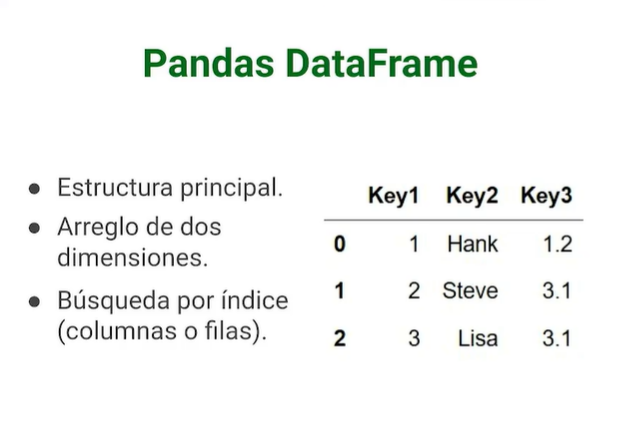 Pandas DataFrame
● Estructura principal.
● Arreglo de dos
dimensiones.
● Búsqueda por índice
(columnas o filas).
Key1 Key2 Key3
0 1 Hank 1.2
1 2 Steve 3.1
2 3 Lisa 3.1